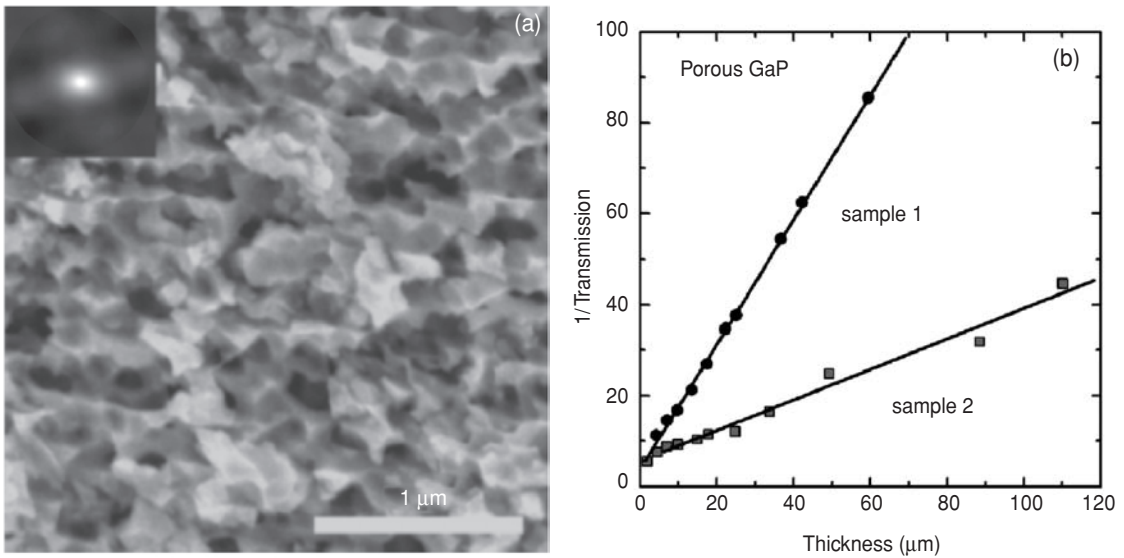 (a)
1 μm
100
80
60
40
20
0
0 20 40 60 80 100 120
1/Transmission
Thickness (μm)
Porous GaP
(b)
sample 1
sample 2